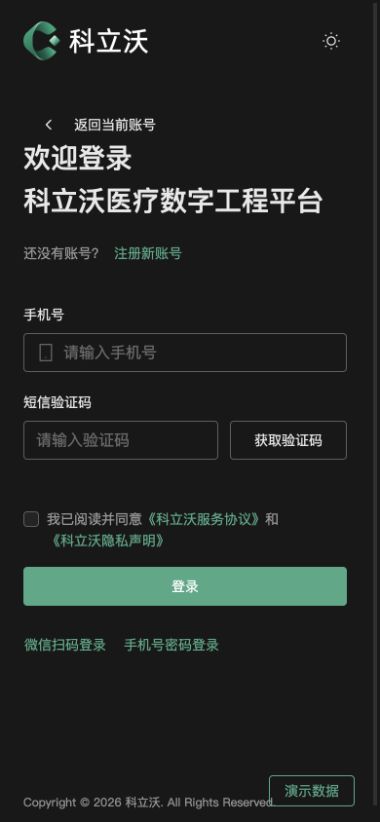 科立沃
返回当前账号
欢迎登录
科立沃医疗数字工程平台
还没有账号? 注册新账号
手机号
请输入手机号
短信验证码
请输入验证码 获取验证码
我已阅读并同意《科立沃服务协议》和
《科立沃隐私声明》
登录
微信扫码登录 手机号密码登录
演示数据
Copyright © 2026 科立沃. All Rights Reserved.